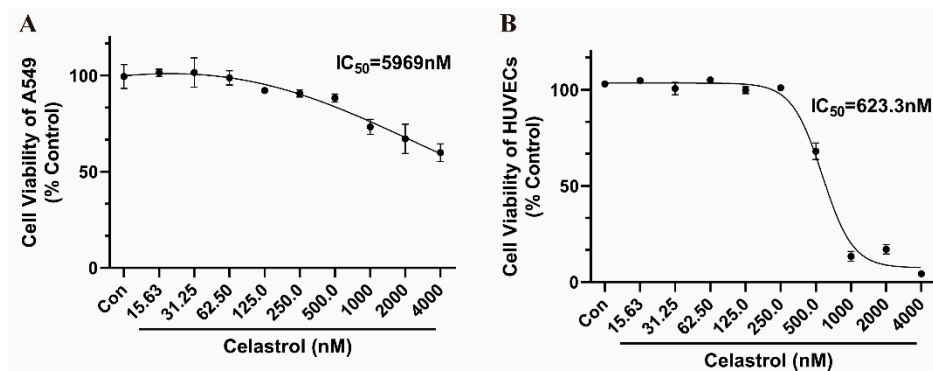 A
Cell Viability of A549
(% Control)
100
50
0
IC50=5969nM
Con
15.63
31.25
62.50
125.0
250.0
500.0
1000
2000
4000
Celastrol (nM)
B
Cell Viability of HUVECs
(% Control)
100
50
0
IC50=623.3nM
Con
15.63
31.25
62.50
125.0
250.0
500.0
1000
2000
4000
Celastrol (nM)